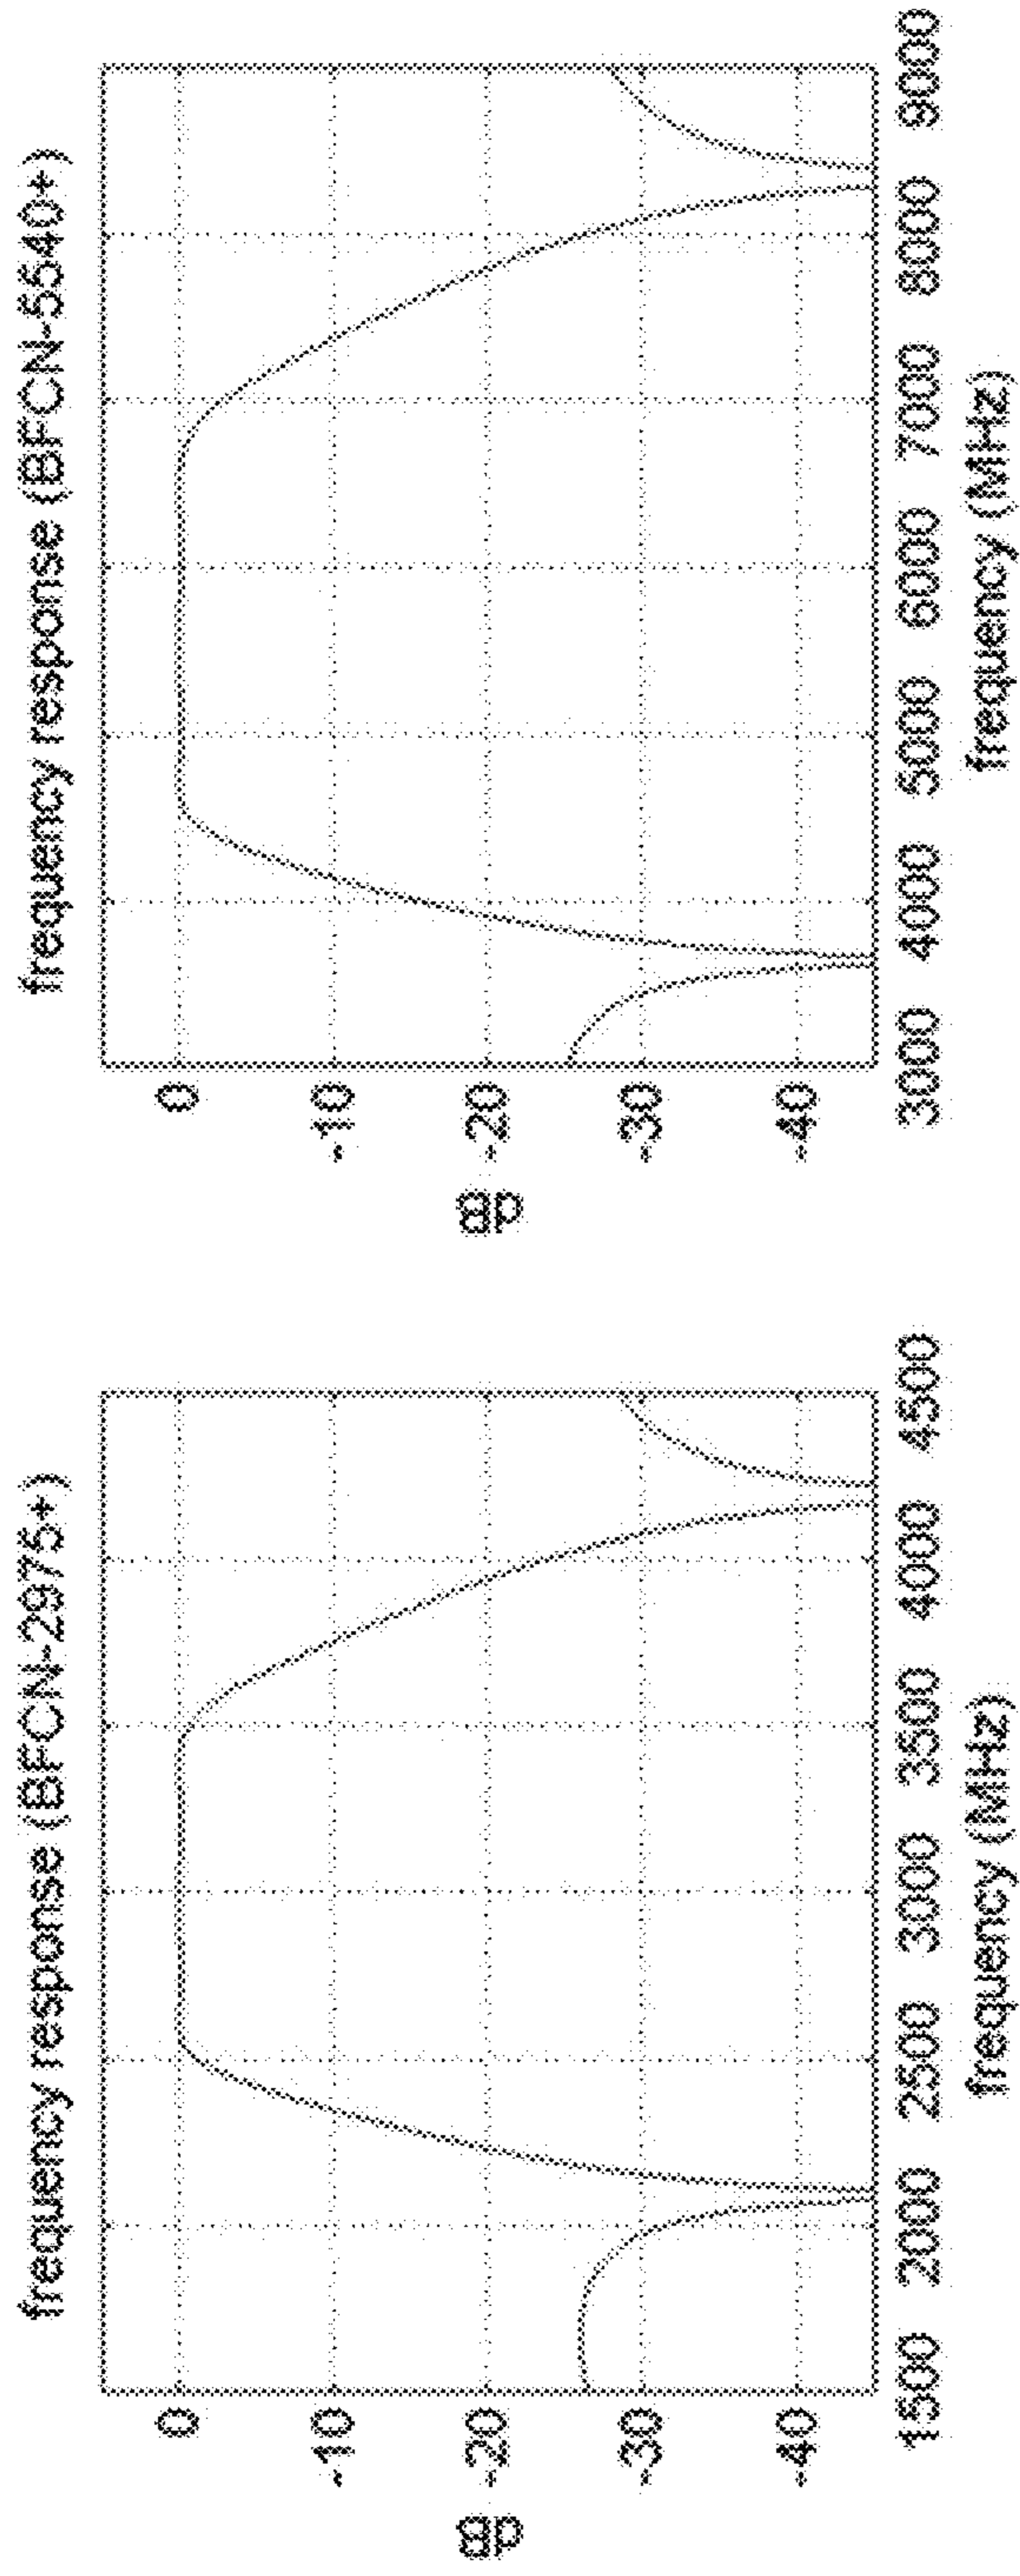 frequency response (BFCN-2975+)
dB
0
-10
-20
-30
-40
1500 2000 2500 3000 3500 4000 4500
frequency (MHz)
frequency response (BFCN-5540+)
dB
0
-10
-20
-30
-40
3000 4000 5000 6000 7000 8000 9000
frequency (MHz)